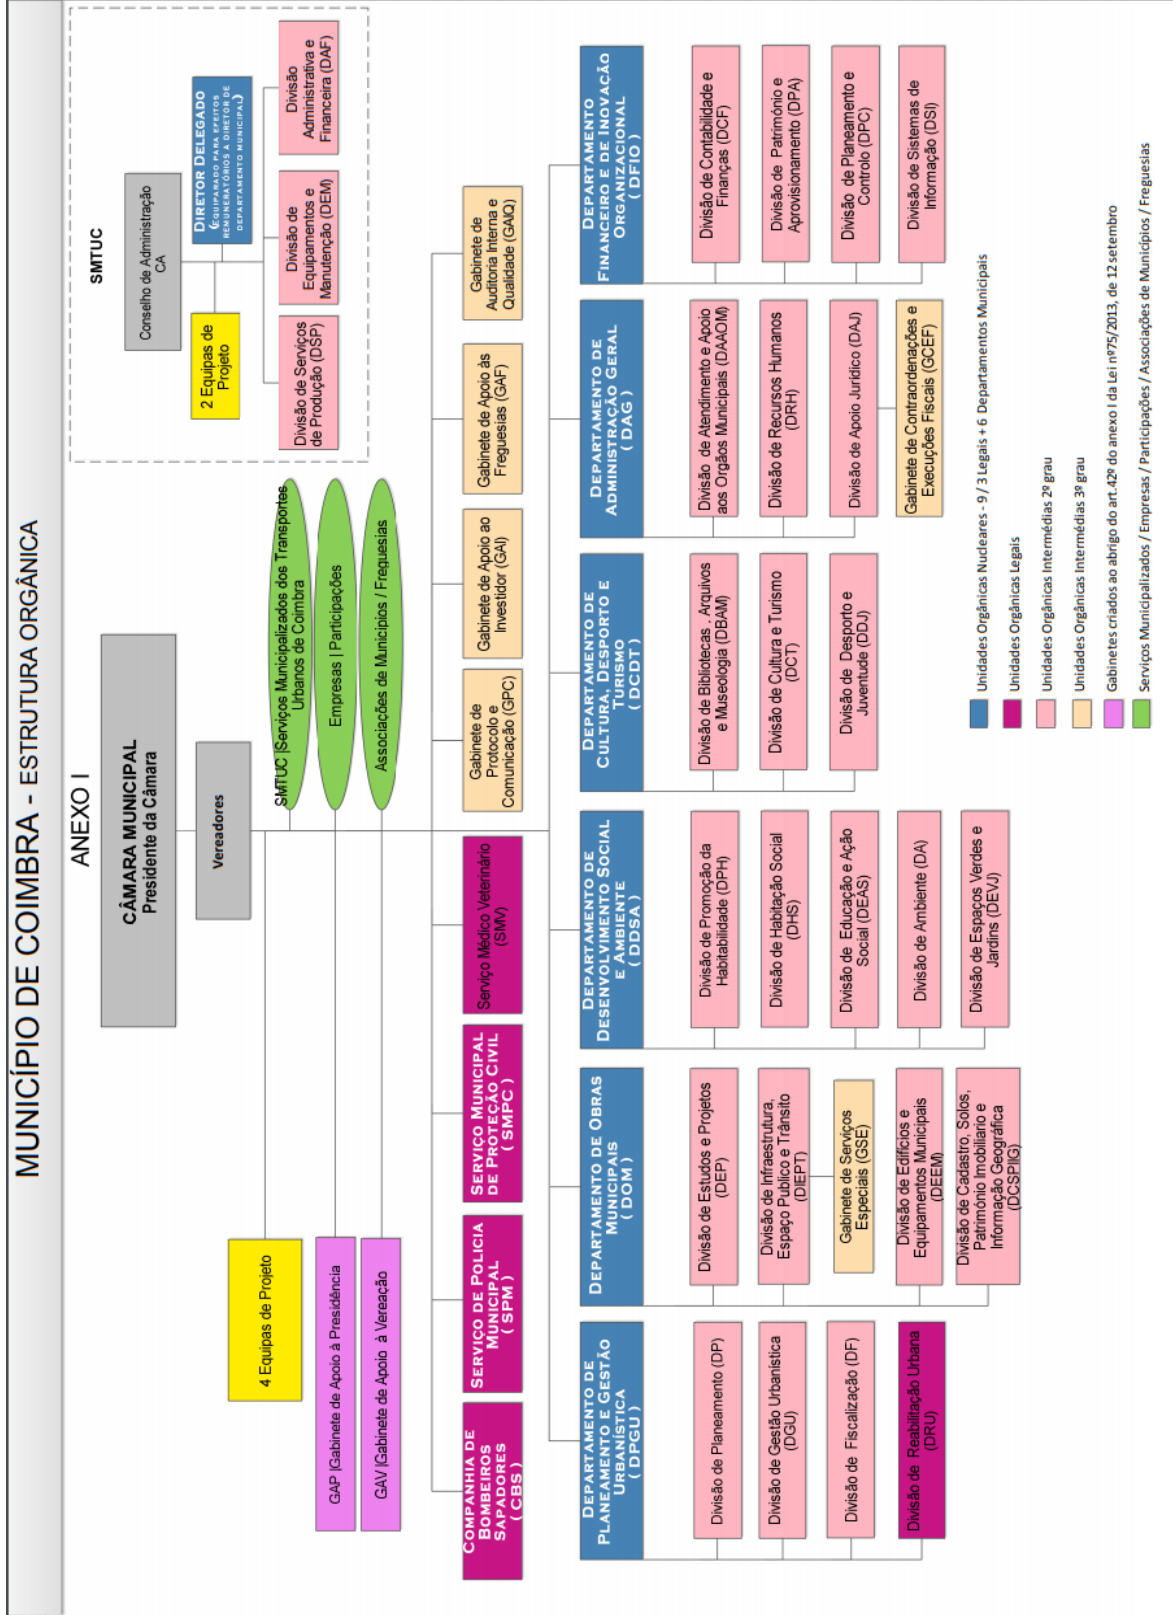 MUNICÍPIO DE COIMBRA - ESTRUTURA ORGÂNICA
ANEXO I
CÂMARA MUNICIPAL
Presidente da Câmara
Vereadores
SMTUC
Conselho de Administração
CA
2 Equipas de
Projeto
DIRETOR DELEGADO
(EQUIPARADO PARA EFEITOS
REMUNERATÓRIOS A DIRETOR DE
DEPARTAMENTO MUNICIPAL)
Divisão de Serviços
de Produção (DSP)
Divisão de
Equipamentos e
Manutenção (DEM)
Divisão
Administrativa e
Financeira (DAF)
4 Equipas de Projeto
GAP |Gabinete de Apoio à Presidência
GAV |Gabinete de Apoio à Vereação
SMTUC |Serviços Municipalizados dos Transportes
Urbanos de Coimbra
Empresas | Participações
Associações de Municípios / Freguesias
COMPANHIA DE
BOMBEIROS
SAPADORES
( CBS )
SERVIÇO DE POLICIA
MUNICIPAL
( SPM )
SERVIÇO MUNICIPAL
DE PROTEÇÃO CIVIL
( SMPC )
Serviço Médico Veterinário
(SMV)
Gabinete de
Protocolo e
Comunicação (GPC)
Gabinete de Apoio ao
Investidor (GAI)
Gabinete de Apoio às
Freguesias (GAF)
Gabinete de
Auditoria Interna e
Qualidade (GAIQ)
DEPARTAMENTO DE
PLANEAMENTO E GESTÃO
URBANÍSTICA
( DPGU )
Divisão de Planeamento (DP)
Divisão de Gestão Urbanística
(DGU)
Divisão de Fiscalização (DF)
Divisão de Reabilitação Urbana
(DRU)
DEPARTAMENTO DE OBRAS
MUNICIPAIS
( DOM )
Divisão de Estudos e Projetos
(DEP)
Divisão de Infraestrutura,
Espaço Publico e Trânsito
(DIEPT)
Gabinete de Serviços
Especiais (GSE)
Divisão de Edifícios e
Equipamentos Municipais
(DEEM)
Divisão de Cadastro, Solos,
Património Imobiliario e
Informação Geográfica
(DCSPIIG)
DEPARTAMENTO DE
DESENVOLVIMENTO SOCIAL
E AMBIENTE
( DDSA )
Divisão de Promoção da
Habitabilidade (DPH)
Divisão de Habitação Social
(DHS)
Divisão de Educação e Ação
Social (DEAS)
Divisão de Ambiente (DA)
Divisão de Espaços Verdes e
Jardins (DEVJ)
DEPARTAMENTO DE
CULTURA, DESPORTO E
TURISMO
( DCDT )
Divisão de Bibliotecas , Arquivos
e Museologia (DBAM)
Divisão de Cultura e Turismo
(DCT)
Divisão de Desporto e
Juventude (DDJ)
DEPARTAMENTO DE
ADMINISTRAÇÃO GERAL
( DAG )
Divisão de Atendimento e Apoio
aos Orgãos Municipais (DAAOM)
Divisão de Recursos Humanos
(DRH)
Divisão de Apoio Jurídico (DAJ)
Gabinete de Contraordenações e
Execuções Fiscais (GCEF)
DEPARTAMENTO
FINANCEIRO E DE INOVAÇÃO
ORGANIZACIONAL
( DFIO )
Divisão de Contabilidade e
Finanças (DCF)
Divisão de Património e
Aprovisionamento (DPA)
Divisão de Planeamento e
Controlo (DPC)
Divisão de Sistemas de
Informação (DSI)
Unidades Orgânicas Nucleares - 9 / 3 Legais + 6 Departamentos Municipais
Unidades Orgânicas Legais
Unidades Orgânicas Intermédias 2º grau
Unidades Orgânicas Intermédias 3º grau
Gabinetes criados ao abrigo do art.42º do anexo I da Lei nº75/2013, de 12 setembro
Serviços Municipalizados / Empresas / Participações / Associações de Municípios / Freguesias